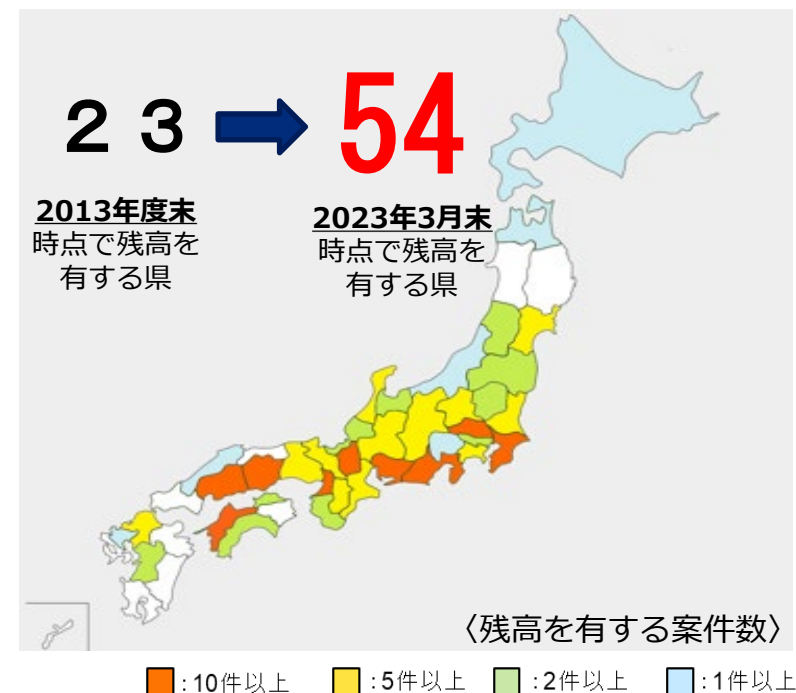 ２３
54
2013年度末
時点で残高を
有する県
2023年3月末
時点で残高を
有する県
〈残高を有する案件数〉
:10件以上
:5件以上
:2件以上
:1件以上